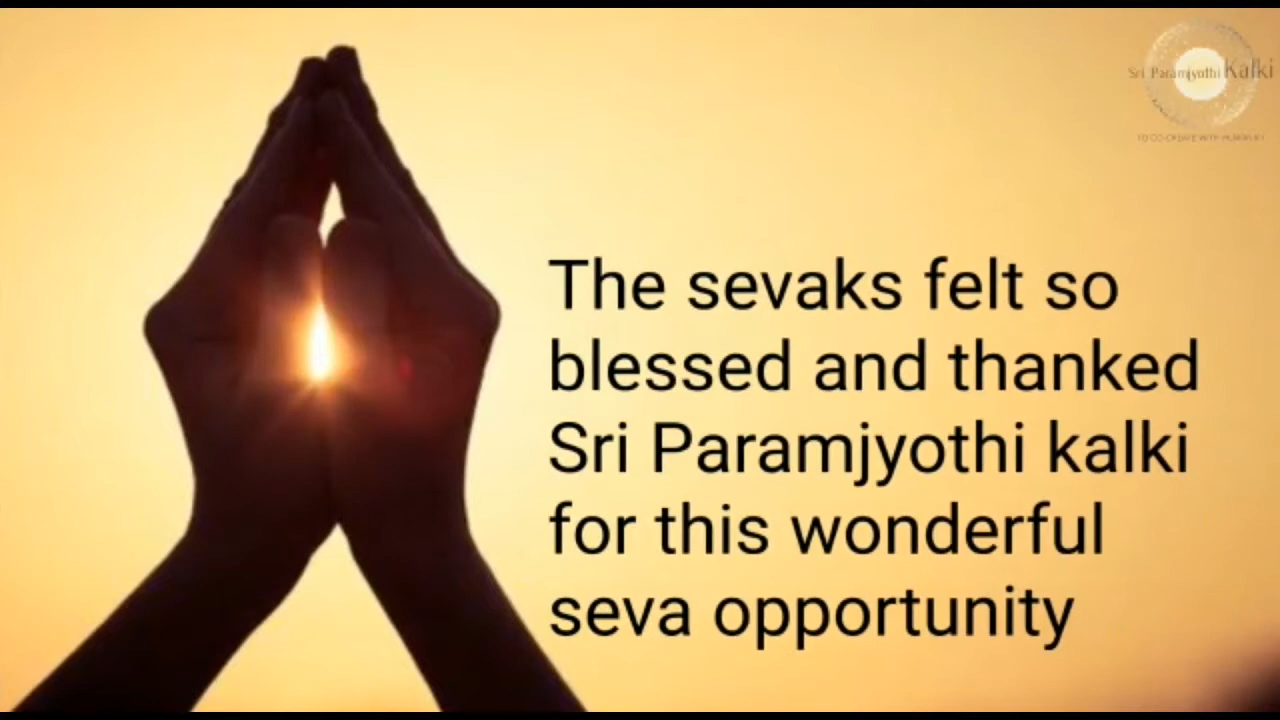 Sri Paramjyothi Kalki
The sevaks felt so
blessed and thanked
Sri Paramjyothi kalki
for this wonderful
seva opportunity